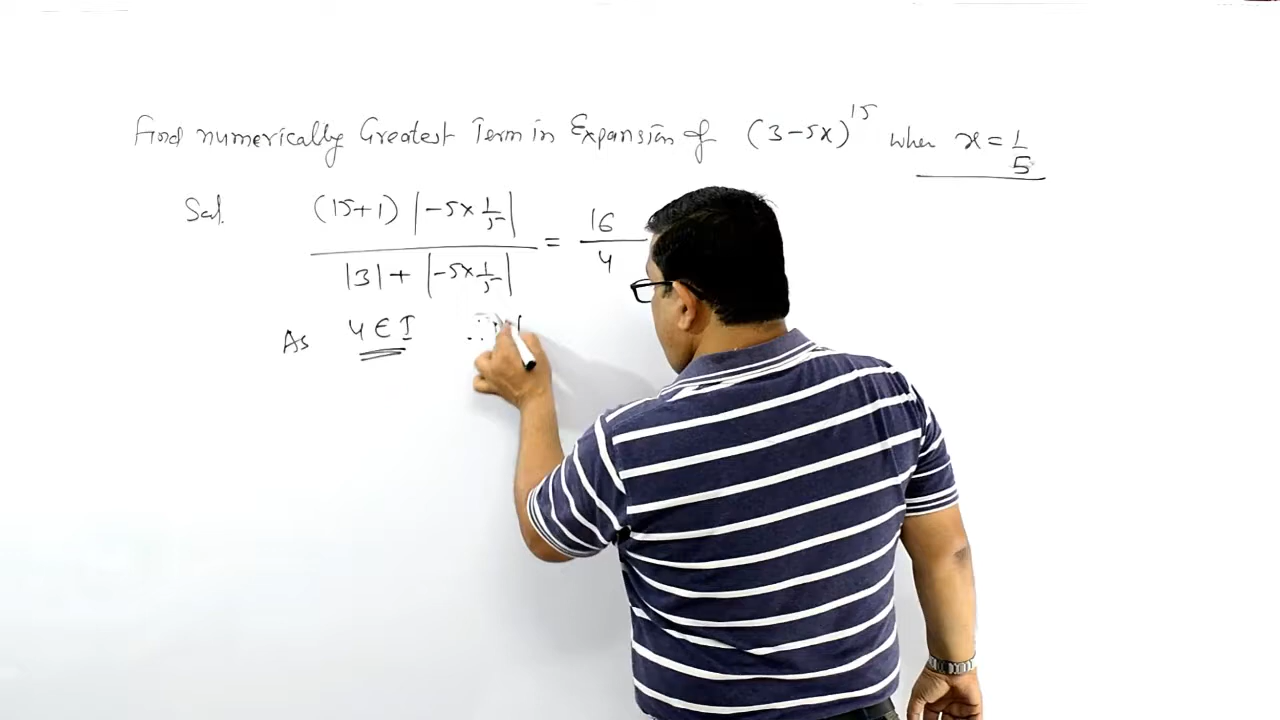 Find numerically Greatest Term in Expansion of (3-5x)^15 when x = 1/5
Sol. (15+1) |-5x 1/5| / |3| + |-5x 1/5| = 16/4
As 4 ∈ I ∴